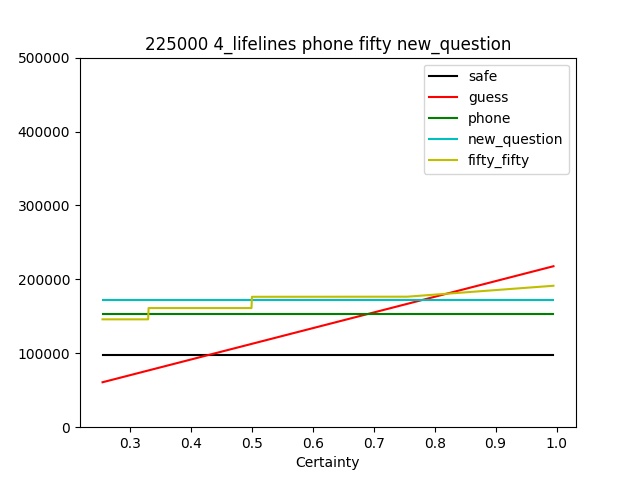 225000 4_lifelines phone fifty new_question
500000
400000
300000
200000
100000
0
safe
guess
phone
new_question
fifty_fifty
0.3 0.4 0.5 0.6 0.7 0.8 0.9 1.0
Certainty